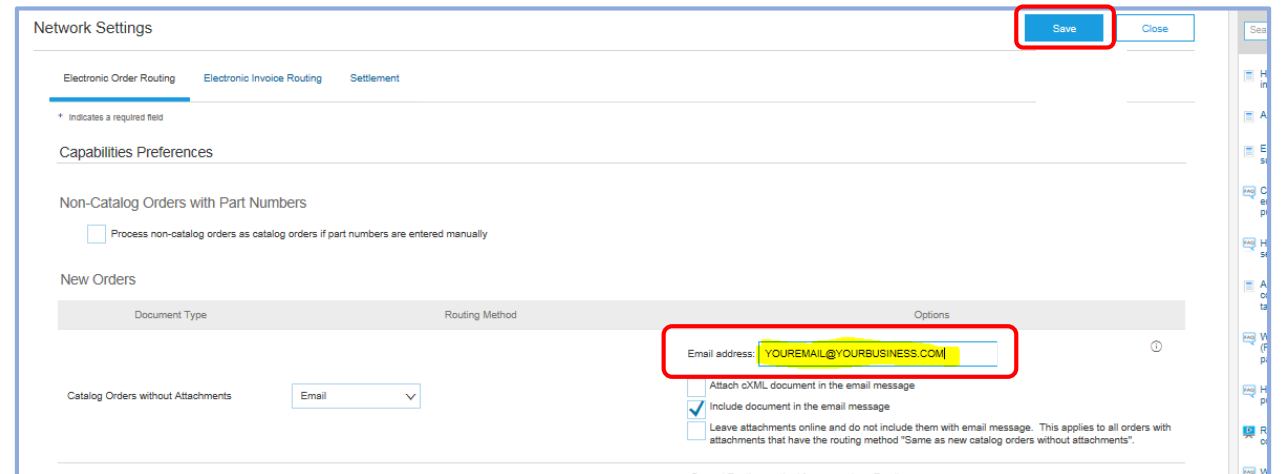 Network Settings
Save
Close
Electronic Order Routing
Electronic Invoice Routing
Settlement
* Indicates a required field
Capabilities Preferences
Non-Catalog Orders with Part Numbers
Process non-catalog orders as catalog orders if part numbers are entered manually
New Orders
Document Type
Routing Method
Options
Email address: YOUREMAIL@YOURBUSINESS.COM
Attach cXML document in the email message
Catalog Orders without Attachments
Email
Include document in the email message
Leave attachments online and do not include them with email message. This applies to all orders with
attachments that have the routing method "Same as new catalog orders without attachments".